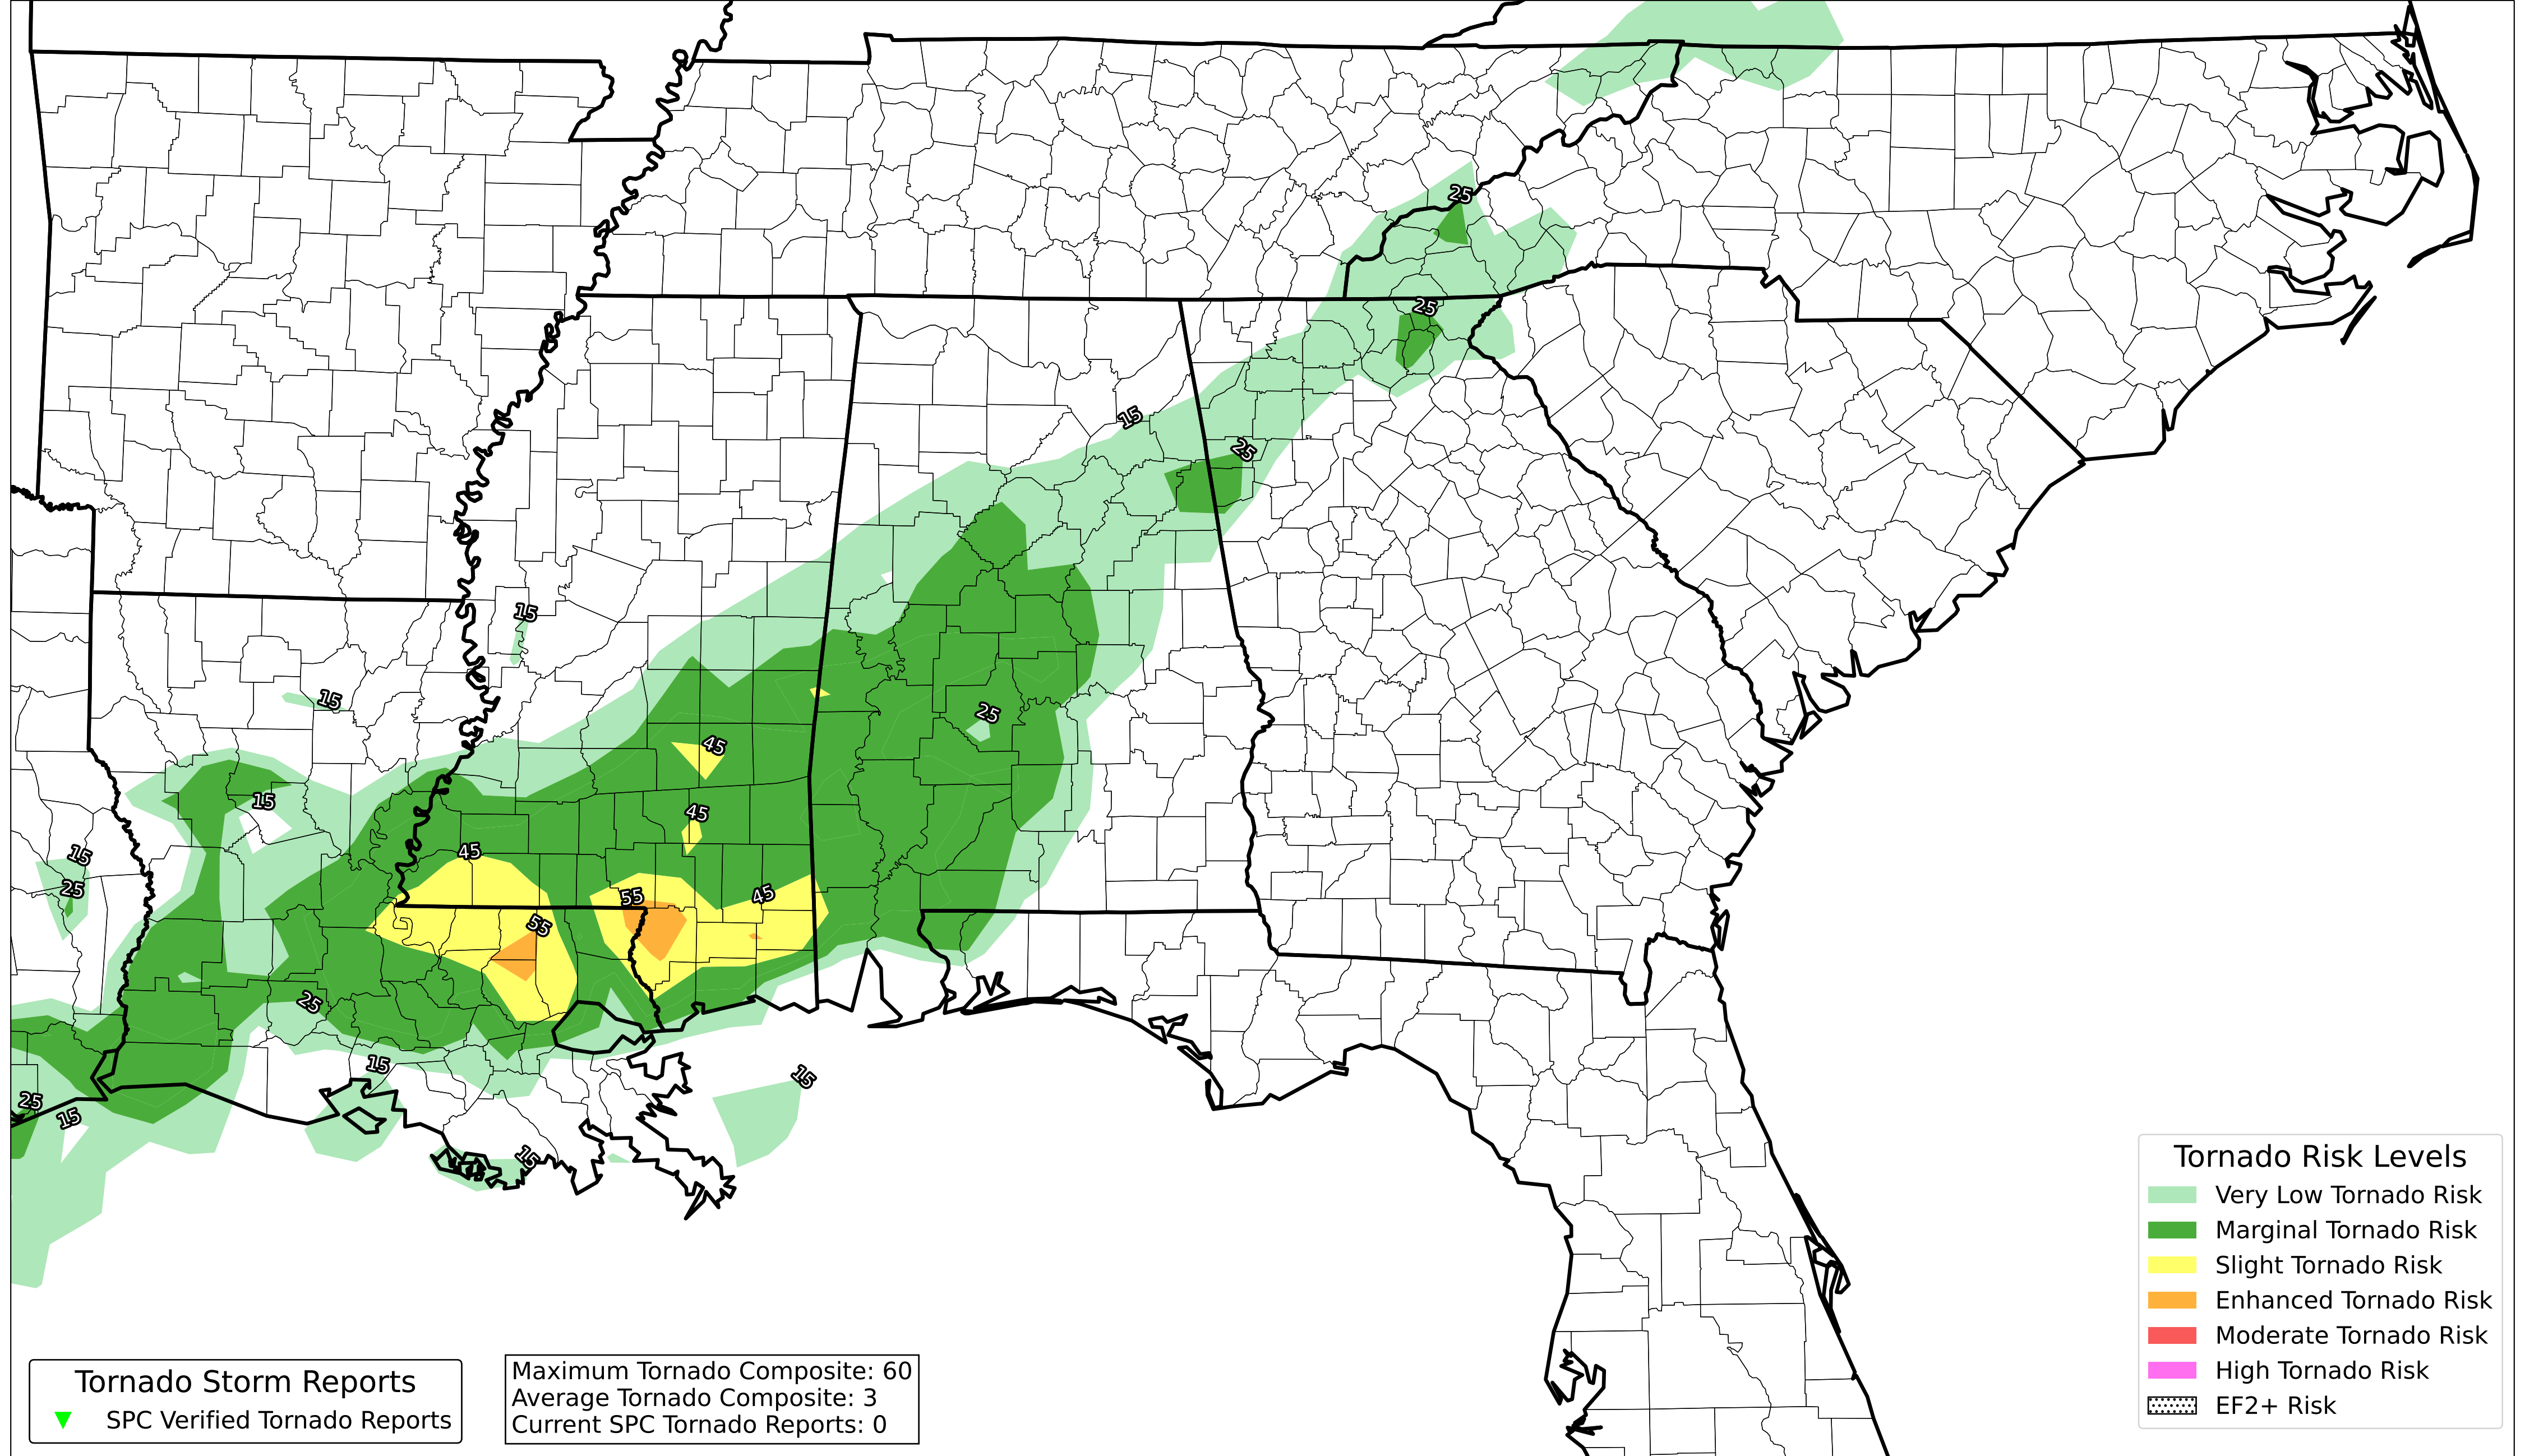 25
25
15
25
15
15
25
45
15
45
45
15
25
55
45
55
25
15
15
25
15
15
Tornado Risk Levels
Very Low Tornado Risk
Marginal Tornado Risk
Slight Tornado Risk
Enhanced Tornado Risk
Moderate Tornado Risk
High Tornado Risk
EF2+ Risk
Tornado Storm Reports
SPC Verified Tornado Reports
Maximum Tornado Composite: 60
Average Tornado Composite: 3
Current SPC Tornado Reports: 0